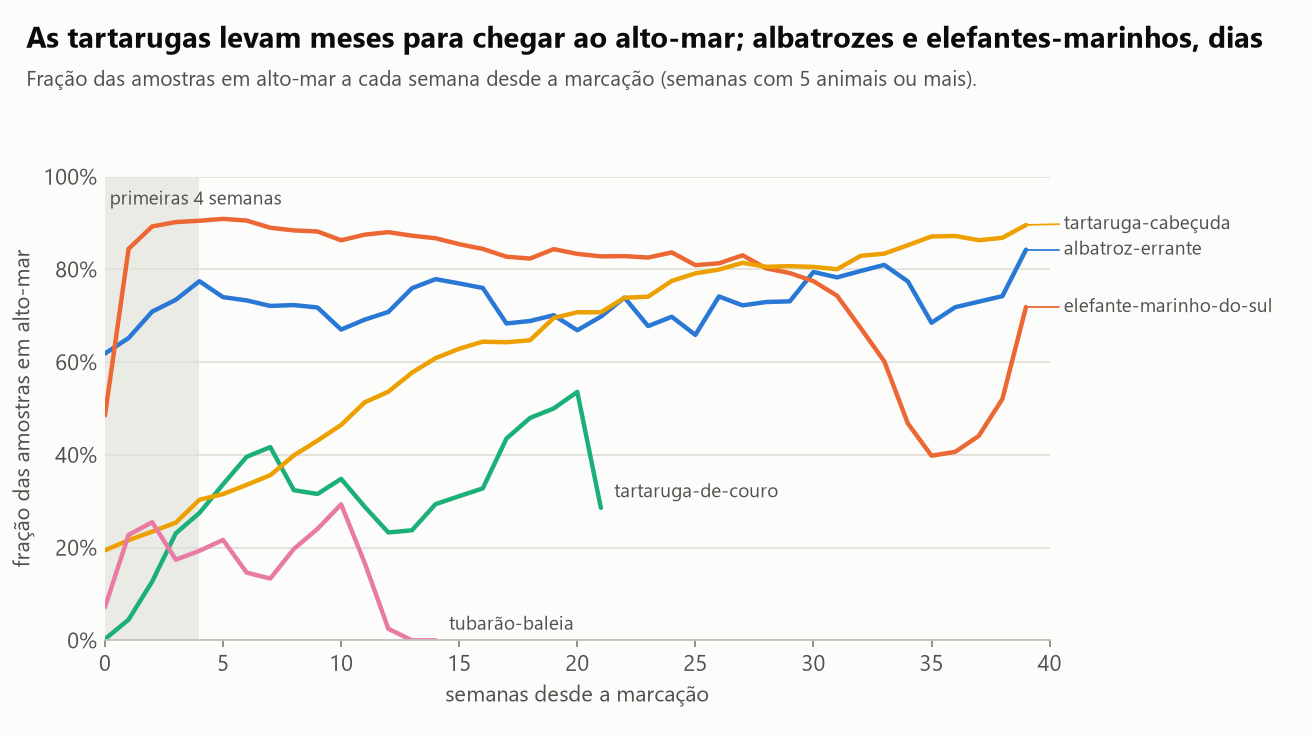 As tartarugas levam meses para chegar ao alto-mar; albatrozes e elefantes-marinhos, dias
Fração das amostras em alto-mar a cada semana desde a marcação (semanas com 5 animais ou mais).
100%
primeiras 4 semanas
80%
60%
40%
20%
0%
fração das amostras em alto-mar
tartaruga-cabeçuda
albatroz-errante
elefante-marinho-do-sul
tartaruga-de-couro
tubarão-baleia
0 5 10 15 20 25 30 35 40
semanas desde a marcação